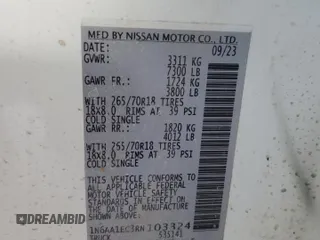 MFD BY NISSAN MOTOR CO., LTD.
DATE: 09/23
GVWR: 3311 KG
7300 LB
GAWR FR.: 1724 KG
3800 LB
WITH 265/70R18 TIRES
18X8.0 RIMS AT 39 PSI
COLD SINGLE
GAWR RR.: 1820 KG
4012 LB
WITH 265/70R18 TIRES
18X8.0 RIMS AT 39 PSI
COLD SINGLE
THIS VEHICLE CONFORMS TO ALL
APPLICABLE FEDERAL MOTOR
VEHICLE SAFETY STANDARDS
IN EFFECT ON THE DATE OF
MANUFACTURE SHOWN ABOVE.
TRUCK